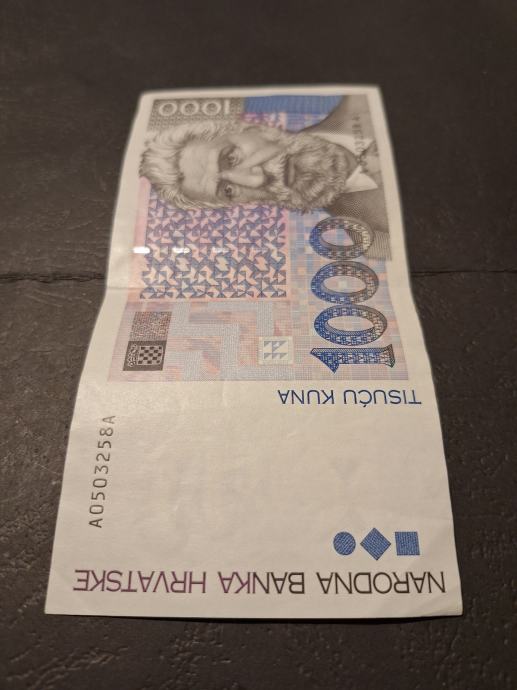 NARODNA BANKA HRVATSKE
TISUĆU KUNA
1000
A0503258A
1000